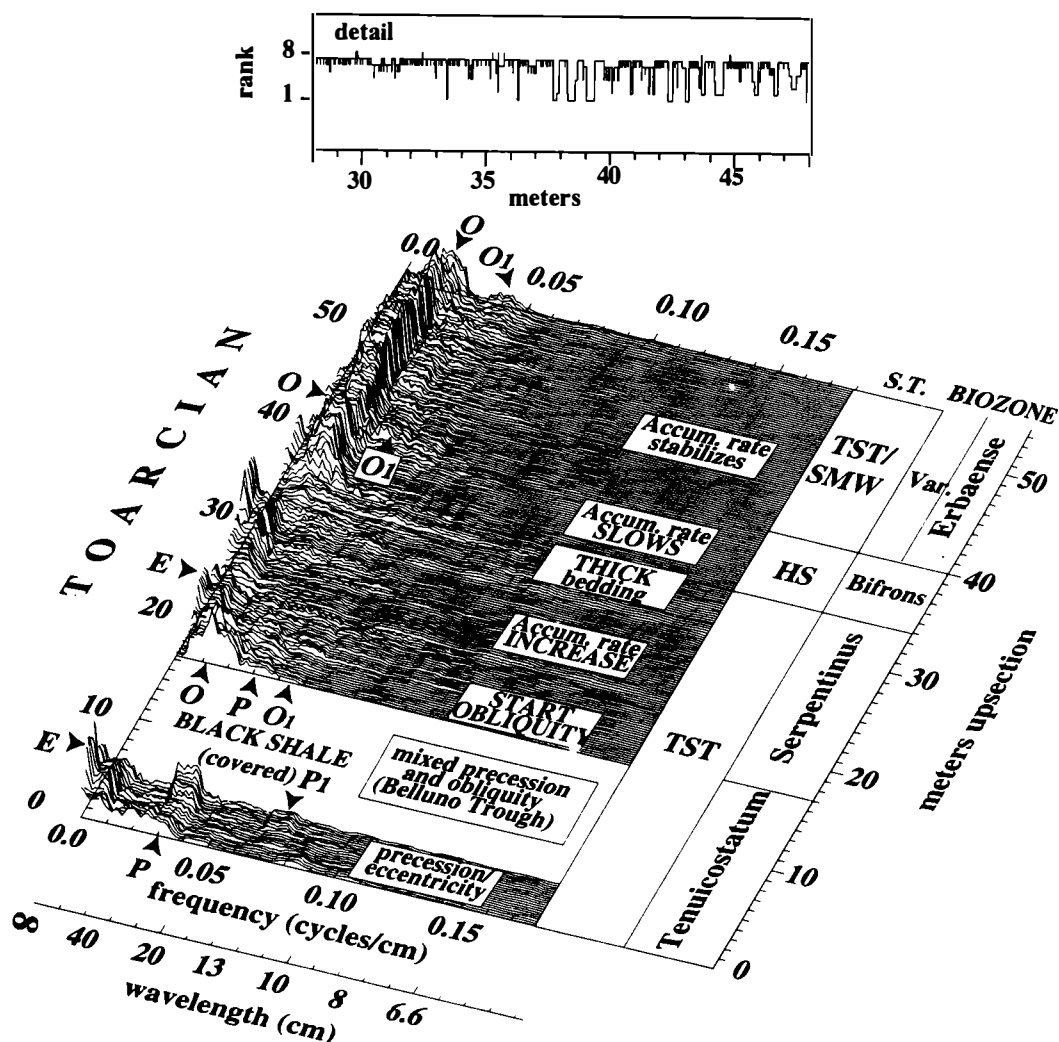 detail
rank
8
1
30 35 40 45
meters
O
O1
0.0 0.05 0.10 0.15
TOARCIAN
50
O
40
O1
30
E
20
10
E
0
S.T. BIOZONE
TST/
SMW
Var.
Erbaense
HS
Bifrons
TST
Serpentinus
Tenuicostatum
50
40
30
20
10
0
meters upsection
Accum. rate
stabilizes
Accum. rate
SLOWS
THICK
bedding
Accum. rate
INCREASE
START
OBLIQUITY
O P O1
BLACK SHALE
(covered) P1
mixed precession
and obliquity
(Belluno Trough)
precession/
eccentricity
0.0 P 0.05 0.10 0.15
frequency (cycles/cm)
8 40 20 13 10 8 6.6
wavelength (cm)